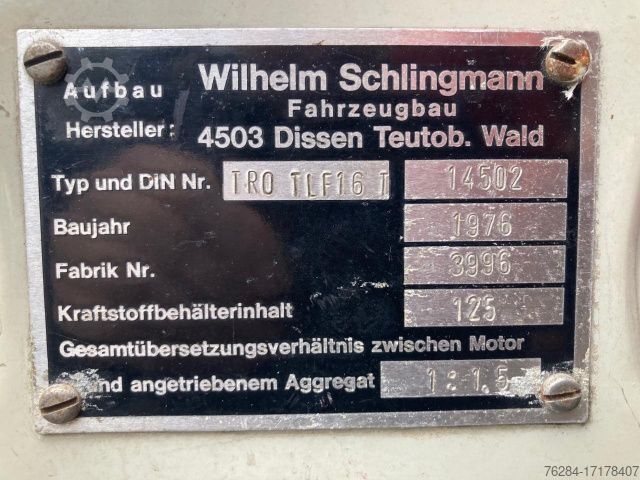 Aufbau Wilhelm Schlingmann
Fahrzeugbau
Hersteller: 4503 Dissen Teutob. Wald
Typ und DIN Nr. TRO TLF16 T 14502
Baujahr 1976
Fabrik Nr. 3996
Kraftstoffbehälterinhalt 125
Gesamtübersetzungsverhältnis zwischen Motor
und angetriebenem Aggregat 1:1.5
76284-17178407